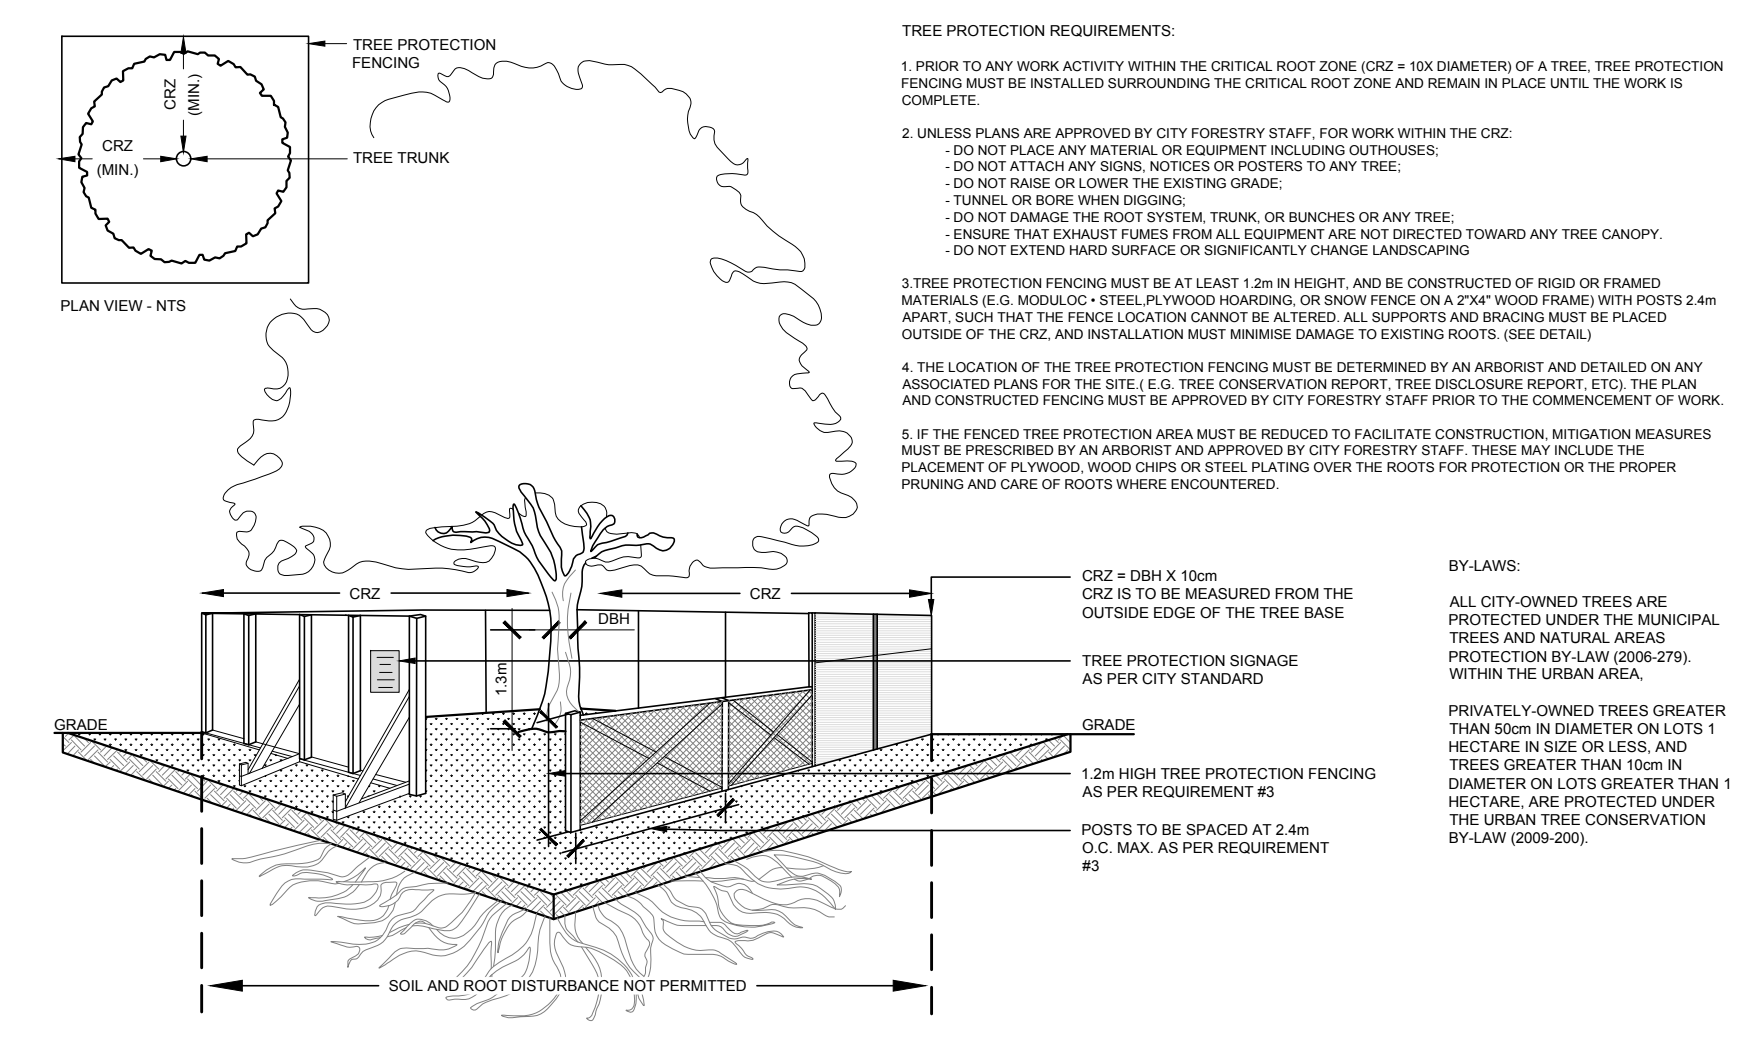 TREE PROTECTION
FENCING
CRZ
(MIN.)
CRZ
(MIN.)
TREE TRUNK
PLAN VIEW - NTS
TREE PROTECTION REQUIREMENTS:
1. PRIOR TO ANY WORK ACTIVITY WITHIN THE CRITICAL ROOT ZONE (CRZ = 10X DIAMETER) OF A TREE, TREE PROTECTION
FENCING MUST BE INSTALLED SURROUNDING THE CRITICAL ROOT ZONE AND REMAIN IN PLACE UNTIL THE WORK IS
COMPLETE.
2. UNLESS PLANS ARE APPROVED BY CITY FORESTRY STAFF, FOR WORK WITHIN THE CRZ:
- DO NOT PLACE ANY MATERIAL OR EQUIPMENT INCLUDING OUTHOUSES;
- DO NOT ATTACH ANY SIGNS, NOTICES OR POSTERS TO ANY TREE;
- DO NOT RAISE OR LOWER THE EXISTING GRADE;
- TUNNEL OR BORE WHEN DIGGING;
- DO NOT DAMAGE THE ROOT SYSTEM, TRUNK, OR BUNCHES OR ANY TREE;
- ENSURE THAT EXHAUST FUMES FROM ALL EQUIPMENT ARE NOT DIRECTED TOWARD ANY TREE CANOPY.
- DO NOT EXTEND HARD SURFACE OR SIGNIFICANTLY CHANGE LANDSCAPING
3.TREE PROTECTION FENCING MUST BE AT LEAST 1.2m IN HEIGHT, AND BE CONSTRUCTED OF RIGID OR FRAMED
MATERIALS (E.G. MODULOC • STEEL,PLYWOOD HOARDING, OR SNOW FENCE ON A 2"X4" WOOD FRAME) WITH POSTS 2.4m
APART, SUCH THAT THE FENCE LOCATION CANNOT BE ALTERED. ALL SUPPORTS AND BRACING MUST BE PLACED
OUTSIDE OF THE CRZ, AND INSTALLATION MUST MINIMISE DAMAGE TO EXISTING ROOTS. (SEE DETAIL)
4. THE LOCATION OF THE TREE PROTECTION FENCING MUST BE DETERMINED BY AN ARBORIST AND DETAILED ON ANY
ASSOCIATED PLANS FOR THE SITE.( E.G. TREE CONSERVATION REPORT, TREE DISCLOSURE REPORT, ETC). THE PLAN
AND CONSTRUCTED FENCING MUST BE APPROVED BY CITY FORESTRY STAFF PRIOR TO THE COMMENCEMENT OF WORK.
5. IF THE FENCED TREE PROTECTION AREA MUST BE REDUCED TO FACILITATE CONSTRUCTION, MITIGATION MEASURES
MUST BE PRESCRIBED BY AN ARBORIST AND APPROVED BY CITY FORESTRY STAFF. THESE MAY INCLUDE THE
PLACEMENT OF PLYWOOD, WOOD CHIPS OR STEEL PLATING OVER THE ROOTS FOR PROTECTION OR THE PROPER
PRUNING AND CARE OF ROOTS WHERE ENCOUNTERED.
CRZ
CRZ
DBH
1.3m
GRADE
GRADE
CRZ = DBH X 10cm
CRZ IS TO BE MEASURED FROM THE
OUTSIDE EDGE OF THE TREE BASE
TREE PROTECTION SIGNAGE
AS PER CITY STANDARD
1.2m HIGH TREE PROTECTION FENCING
AS PER REQUIREMENT #3
POSTS TO BE SPACED AT 2.4m
O.C. MAX. AS PER REQUIREMENT
#3
SOIL AND ROOT DISTURBANCE NOT PERMITTED
BY-LAWS:
ALL CITY-OWNED TREES ARE
PROTECTED UNDER THE MUNICIPAL
TREES AND NATURAL AREAS
PROTECTION BY-LAW (2006-279).
WITHIN THE URBAN AREA,
PRIVATELY-OWNED TREES GREATER
THAN 50cm IN DIAMETER ON LOTS 1
HECTARE IN SIZE OR LESS, AND
TREES GREATER THAN 10cm IN
DIAMETER ON LOTS GREATER THAN 1
HECTARE, ARE PROTECTED UNDER
THE URBAN TREE CONSERVATION
BY-LAW (2009-200).